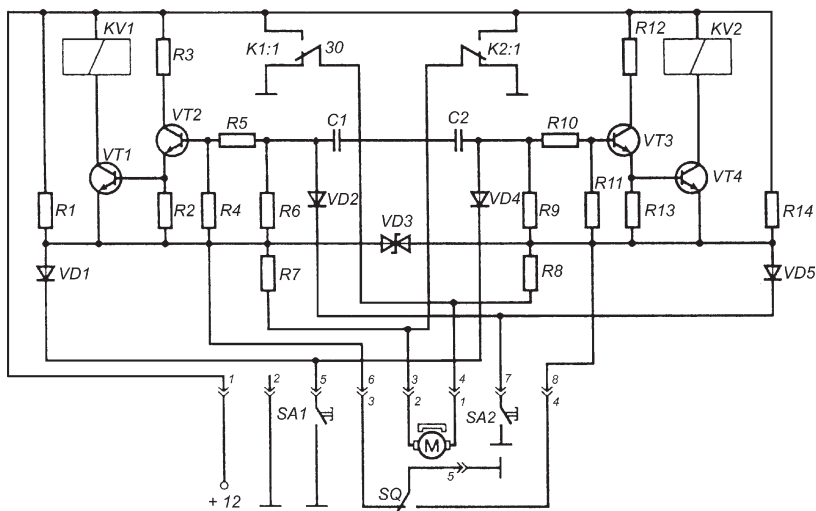 KV1
R3
K1:1
30
K2:1
R12
KV2
VT2
R5
C1
C2
R10
VT3
VT1
VT4
R1
R2
R4
R6
VD2
VD3
VD4
R9
R11
R13
R14
VD1
R7
R8
VD5
1
2
5
6
3
4
7
8
3
2
1
4
SA1
SA2
M
5
SQ
+ 12